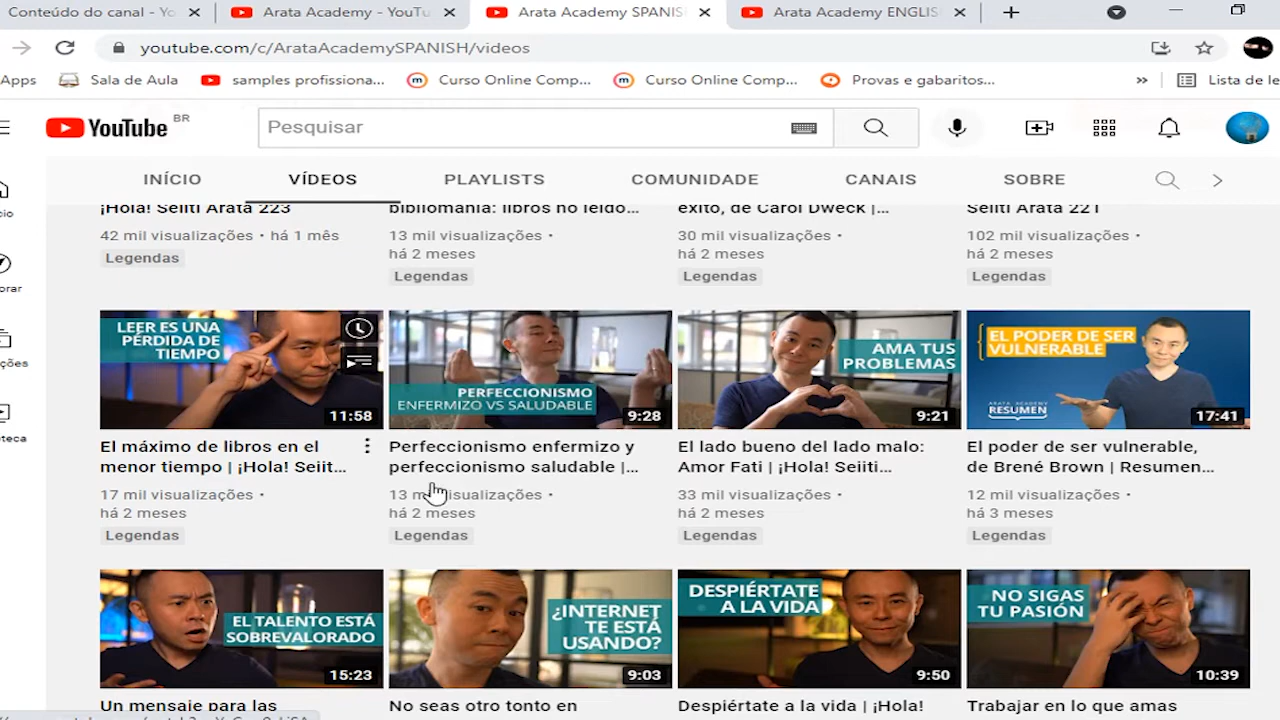 Conteúdo do canal - Yo
Arata Academy - YouTu
Arata Academy SPANIS
Arata Academy ENGLIS
youtube.com/c/ArataAcademySPANISH/videos
Apps
Sala de Aula
samples profissiona...
Curso Online Comp...
Curso Online Comp...
Provas e gabaritos...
»
Lista de le
YouTube BR
Pesquisar
INÍCIO
VÍDEOS
PLAYLISTS
COMUNIDADE
CANAIS
SOBRE
¡Hola! Seiiti Arata 223
42 mil visualizações • há 1 mês
Legendas
bibliomanía: libros no leído...
13 mil visualizações •
há 2 meses
Legendas
éxito, de Carol Dweck |...
30 mil visualizações •
há 2 meses
Legendas
Seiiti Arata 221
102 mil visualizações •
há 2 meses
Legendas
LEER ES UNA
PÉRDIDA DE
TIEMPO
11:58
El máximo de libros en el
menor tiempo | ¡Hola! Seiit...
17 mil visualizações •
há 2 meses
Legendas
PERFECCIONISMO
ENFERMIZO VS SALUDABLE
9:28
Perfeccionismo enfermizo y
perfeccionismo saludable |...
13 mil visualizações •
há 2 meses
Legendas
AMA TUS
PROBLEMAS
9:21
El lado bueno del lado malo:
Amor Fati | ¡Hola! Seiiti...
33 mil visualizações •
há 2 meses
Legendas
EL PODER DE SER
VULNERABLE
ARATA ACADEMY
RESUMEN
17:41
El poder de ser vulnerable,
de Brené Brown | Resumen...
12 mil visualizações •
há 3 meses
Legendas
EL TALENTO ESTÁ
SOBREVALORADO
15:23
Un mensaje para las
¿INTERNET
TE ESTÁ
USANDO?
9:03
No seas otro tonto en
DESPIÉRTATE
A LA VIDA
9:50
Despiértate a la vida | ¡Hola!
NO SIGAS
TU PASIÓN
10:39
Trabajar en lo que amas